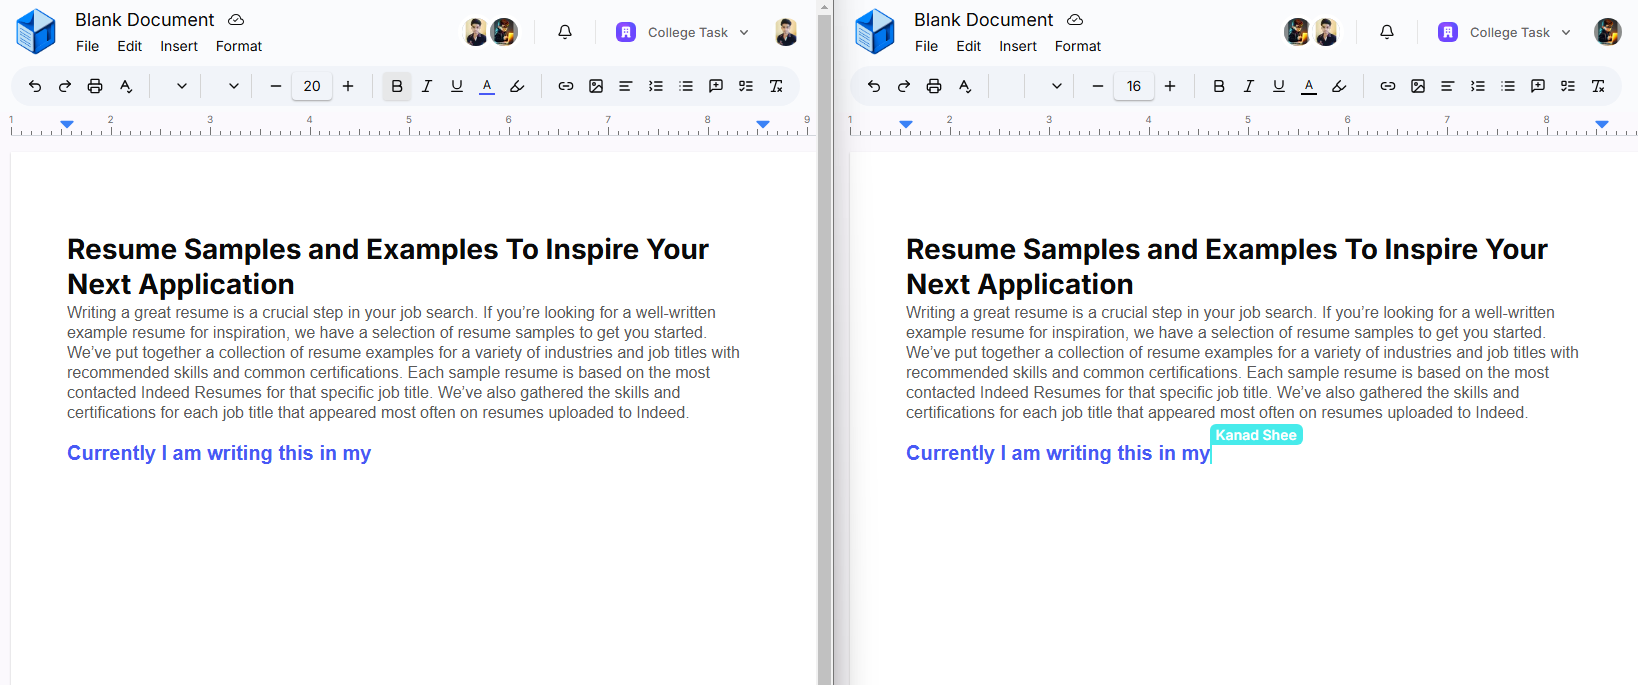 Blank Document
File Edit Insert Format
College Task
20
B I U A
1 2 3 4 5 6 7 8 9
Resume Samples and Examples To Inspire Your
Next Application
Writing a great resume is a crucial step in your job search. If you’re looking for a well-written
example resume for inspiration, we have a selection of resume samples to get you started.
We’ve put together a collection of resume examples for a variety of industries and job titles with
recommended skills and common certifications. Each sample resume is based on the most
contacted Indeed Resumes for that specific job title. We’ve also gathered the skills and
certifications for each job title that appeared most often on resumes uploaded to Indeed.
Currently I am writing this in my
Blank Document
File Edit Insert Format
College Task
16
B I U A
1 2 3 4 5 6 7 8
Resume Samples and Examples To Inspire Your
Next Application
Writing a great resume is a crucial step in your job search. If you’re looking for a well-written
example resume for inspiration, we have a selection of resume samples to get you started.
We’ve put together a collection of resume examples for a variety of industries and job titles with
recommended skills and common certifications. Each sample resume is based on the most
contacted Indeed Resumes for that specific job title. We’ve also gathered the skills and
certifications for each job title that appeared most often on resumes uploaded to Indeed.
Kanad Shee
Currently I am writing this in my